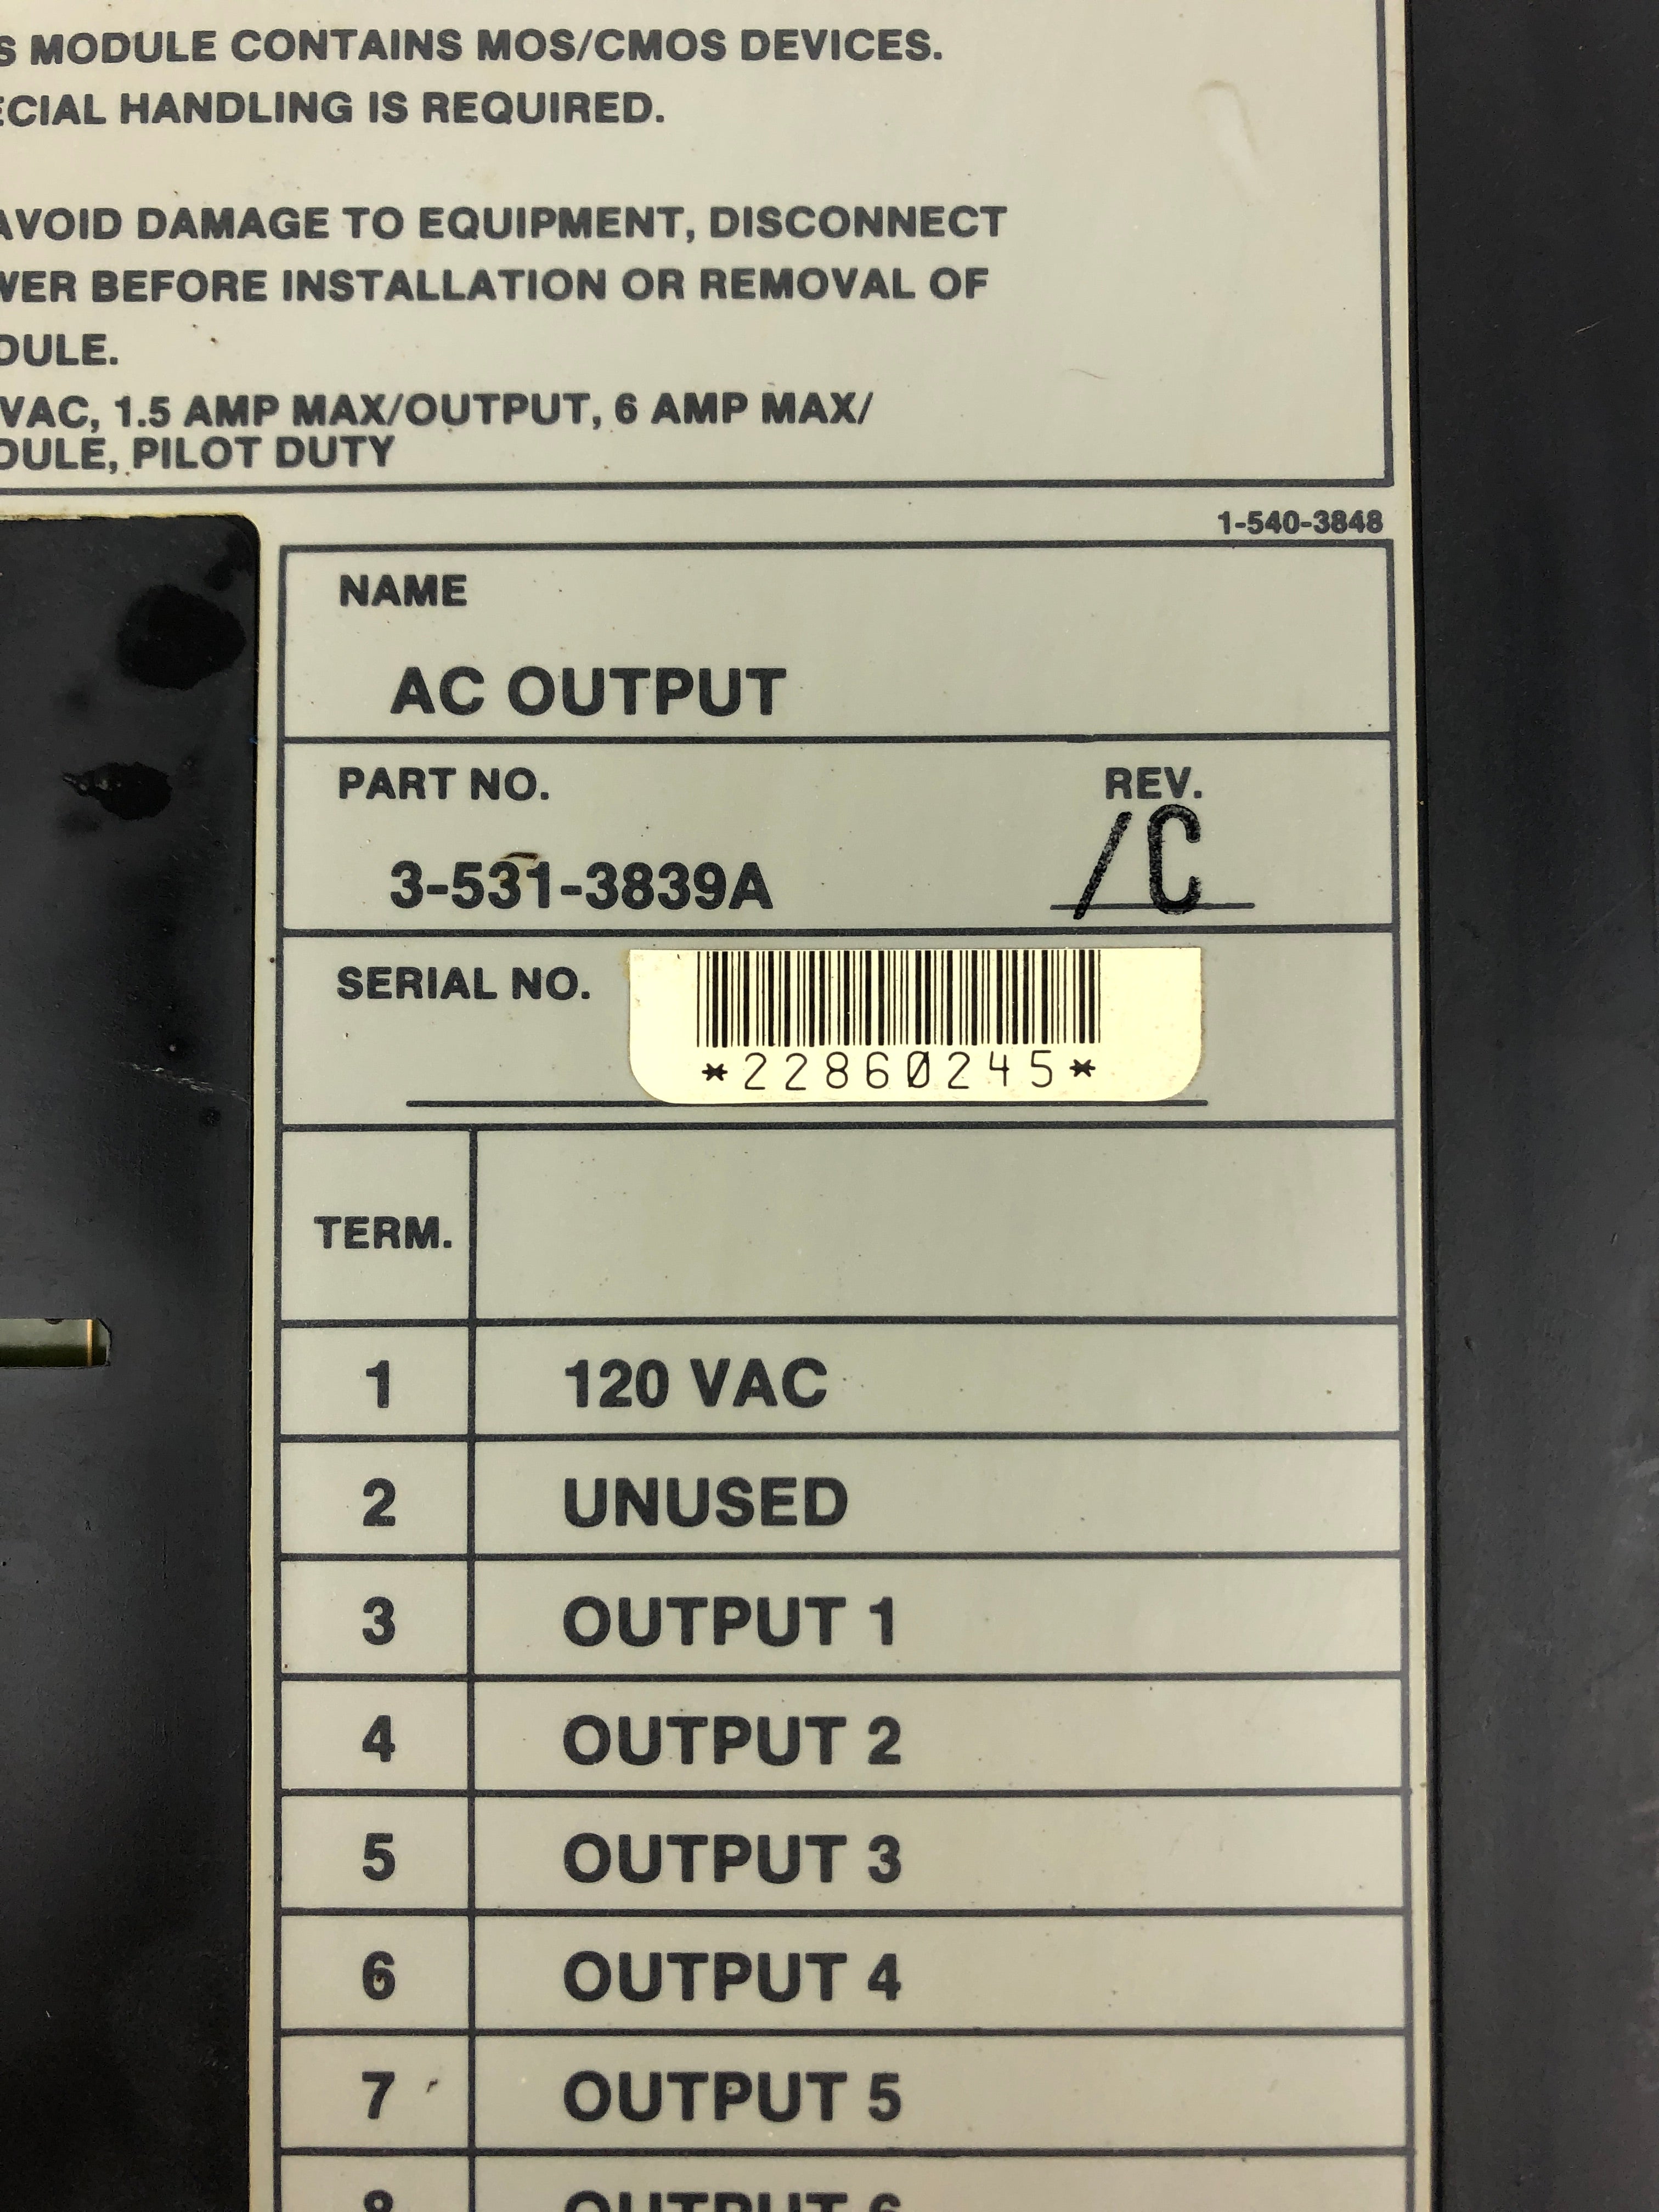 S MODULE CONTAINS MOS/CMOS DEVICES.
ECIAL HANDLING IS REQUIRED.
AVOID DAMAGE TO EQUIPMENT, DISCONNECT
WER BEFORE INSTALLATION OR REMOVAL OF
DULE.
VAC, 1.5 AMP MAX/OUTPUT, 6 AMP MAX/
DULE, PILOT DUTY
1-540-3848
NAME
AC OUTPUT
PART NO. REV.
3-531-3839A /C
SERIAL NO.
*22860245*
TERM.
1 120 VAC
2 UNUSED
3 OUTPUT 1
4 OUTPUT 2
5 OUTPUT 3
6 OUTPUT 4
7 OUTPUT 5
8 OUTPUT 6